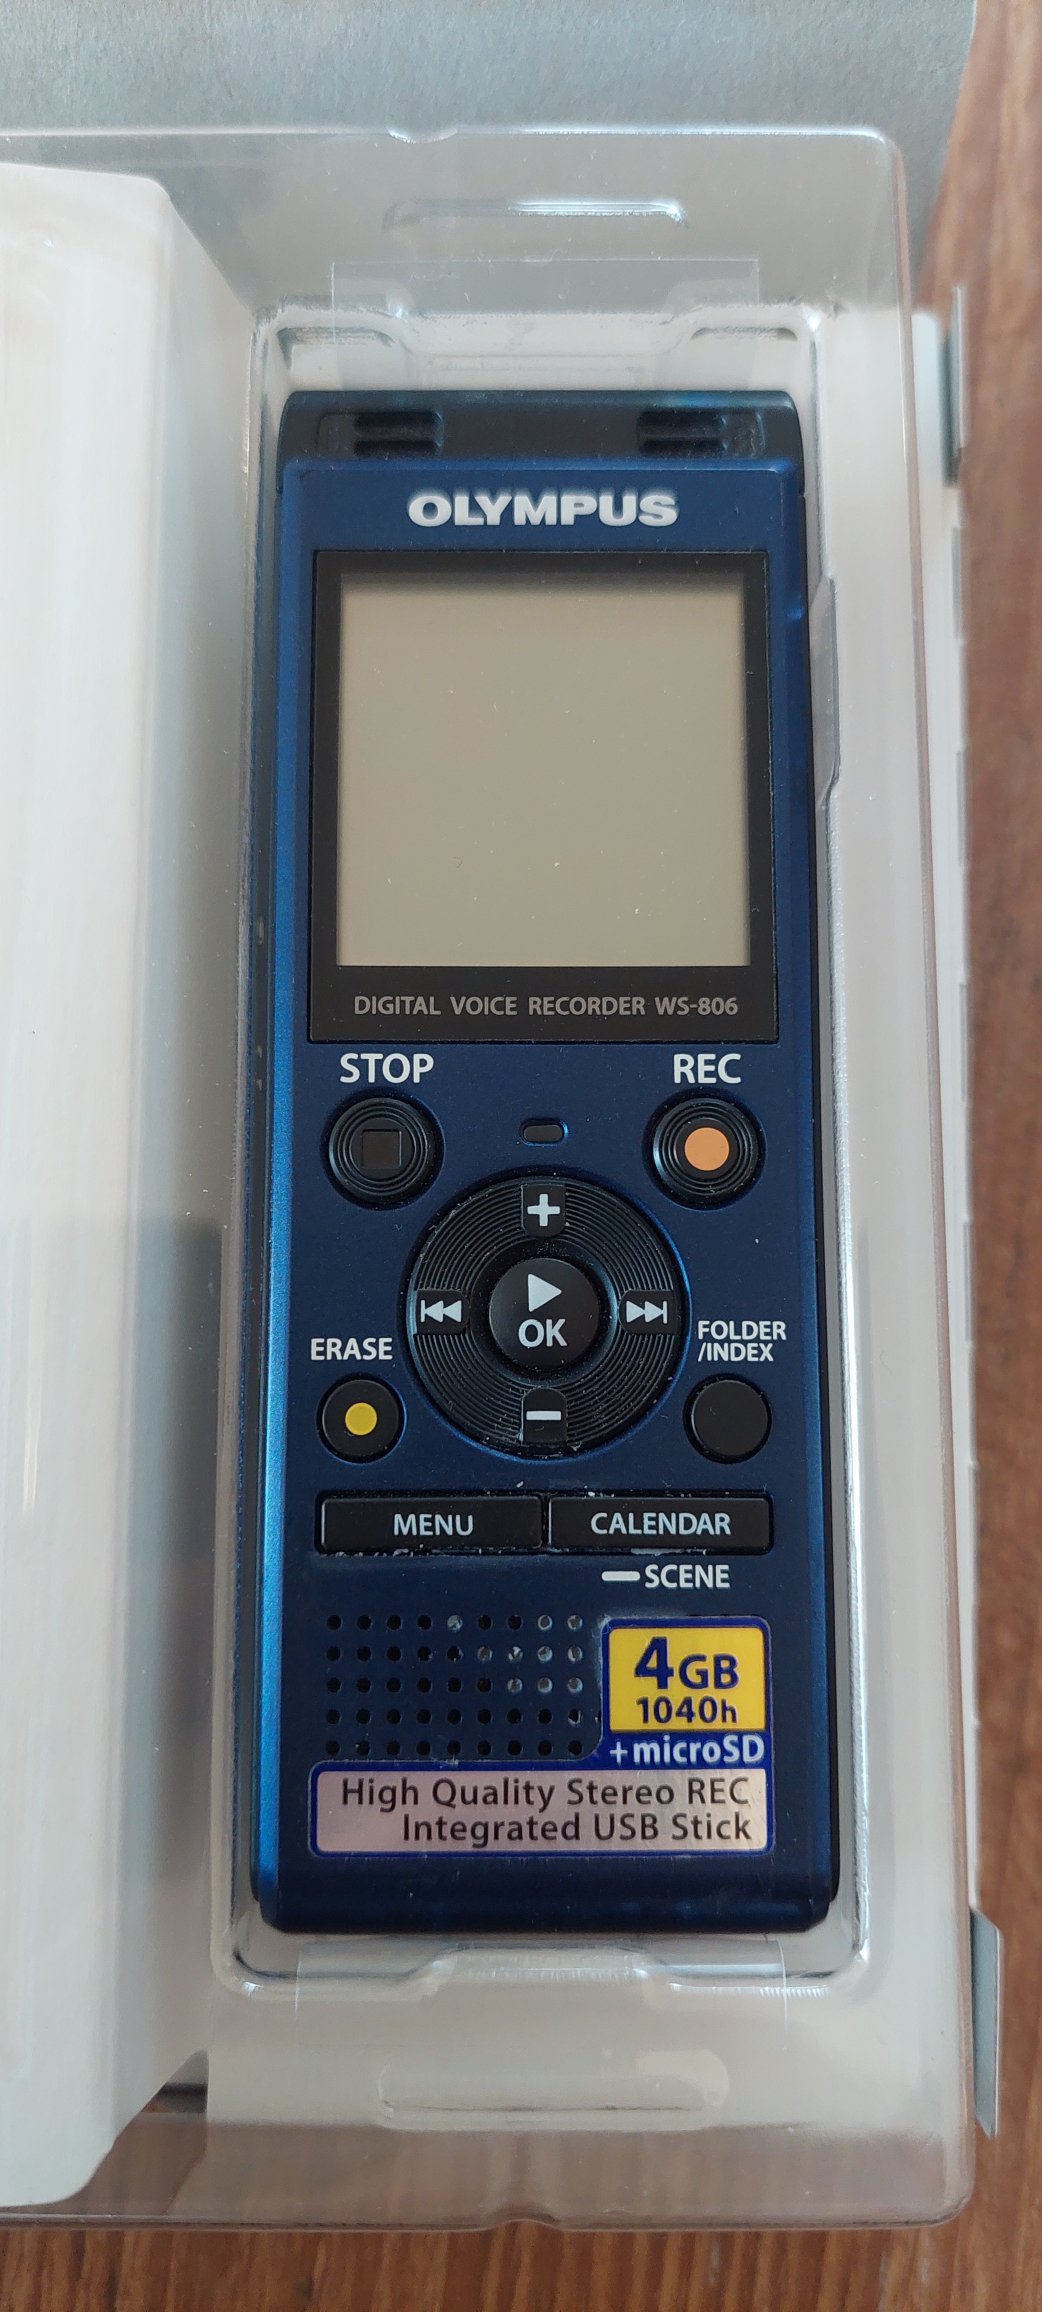 OLYMPUS
DIGITAL VOICE RECORDER WS-806
STOP
REC
OK
ERASE
FOLDER
/INDEX
MENU
CALENDAR
SCENE
4GB
1040h
+microSD
High Quality Stereo REC
Integrated USB Stick